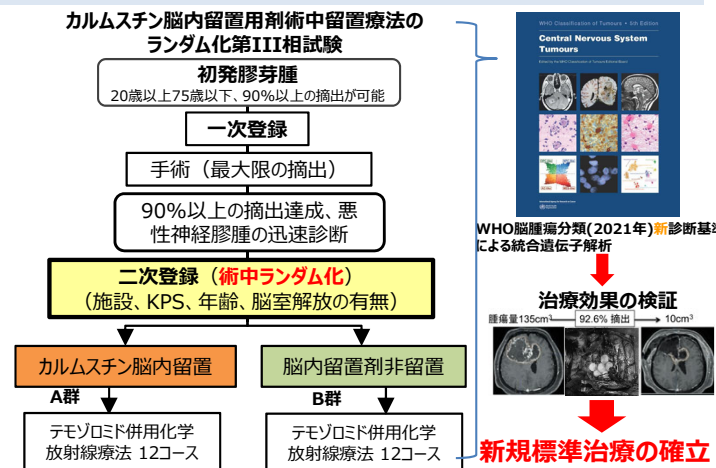 カルムスチン脳内留置用剤術中留置療法の
ランダム化第III相試験
初発膠芽腫
20歳以上75歳以下、90%以上の摘出が可能
一次登録
手術（最大限の摘出）
90%以上の摘出達成、悪
性神経膠腫の迅速診断
二次登録（術中ランダム化）
（施設、KPS、年齢、脳室解放の有無）
カルムスチン脳内留置
脳内留置剤非留置
A群
B群
テモゾロミド併用化学
放射線療法 12コース
テモゾロミド併用化学
放射線療法 12コース
WHO Classification of Tumours • 5th Edition
Central Nervous System
Tumours
Edited by the WHO Classification of Tumours Editorial Board
WHO脳腫瘍分類(2021年)新診断基準
による統合遺伝子解析
治療効果の検証
腫瘍量135cm³
92.6% 摘出
10cm³
新規標準治療の確立